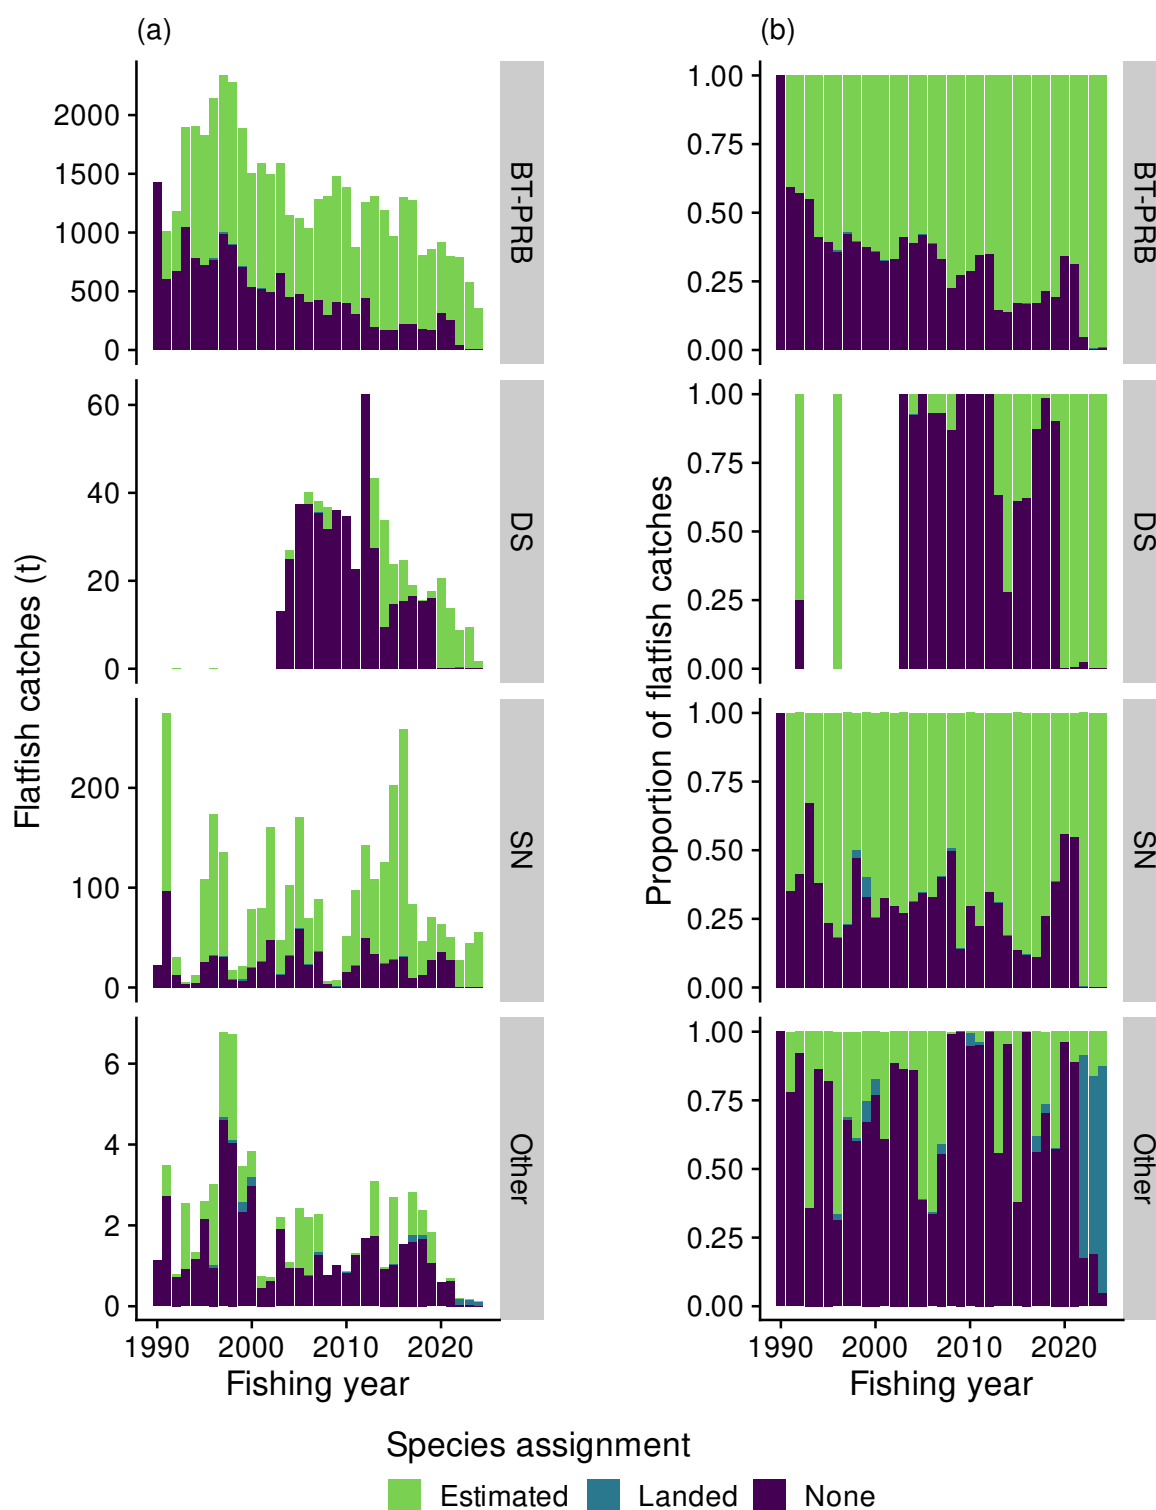 (a)
(b)
Flatfish catches (t)
2000
1500
1000
500
0
BT-PRB
60
40
20
0
DS
200
100
0
SN
6
4
2
0
Other
1990 2000 2010 2020
Fishing year
Proportion of flatfish catches
1.00
0.75
0.50
0.25
0.00
BT-PRB
1.00
0.75
0.50
0.25
0.00
DS
1.00
0.75
0.50
0.25
0.00
SN
1.00
0.75
0.50
0.25
0.00
Other
1990 2000 2010 2020
Fishing year
Species assignment
Estimated Landed None